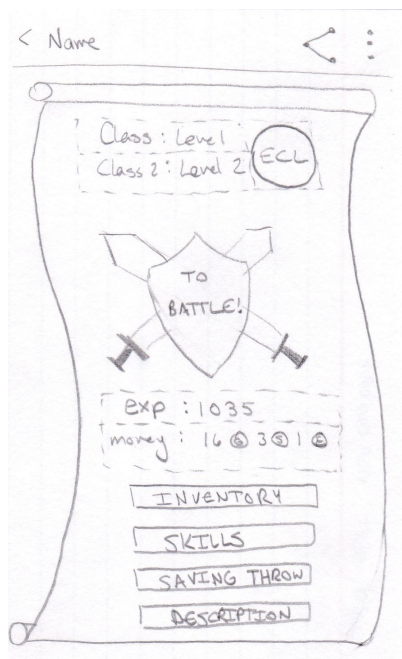 < Name
Class : Level
Class 2 : Level 2
ECL
TO
BATTLE!
exp : 1035
money : 16 G 3 S 1 C
INVENTORY
SKILLS
SAVING THROW
DESCRIPTION